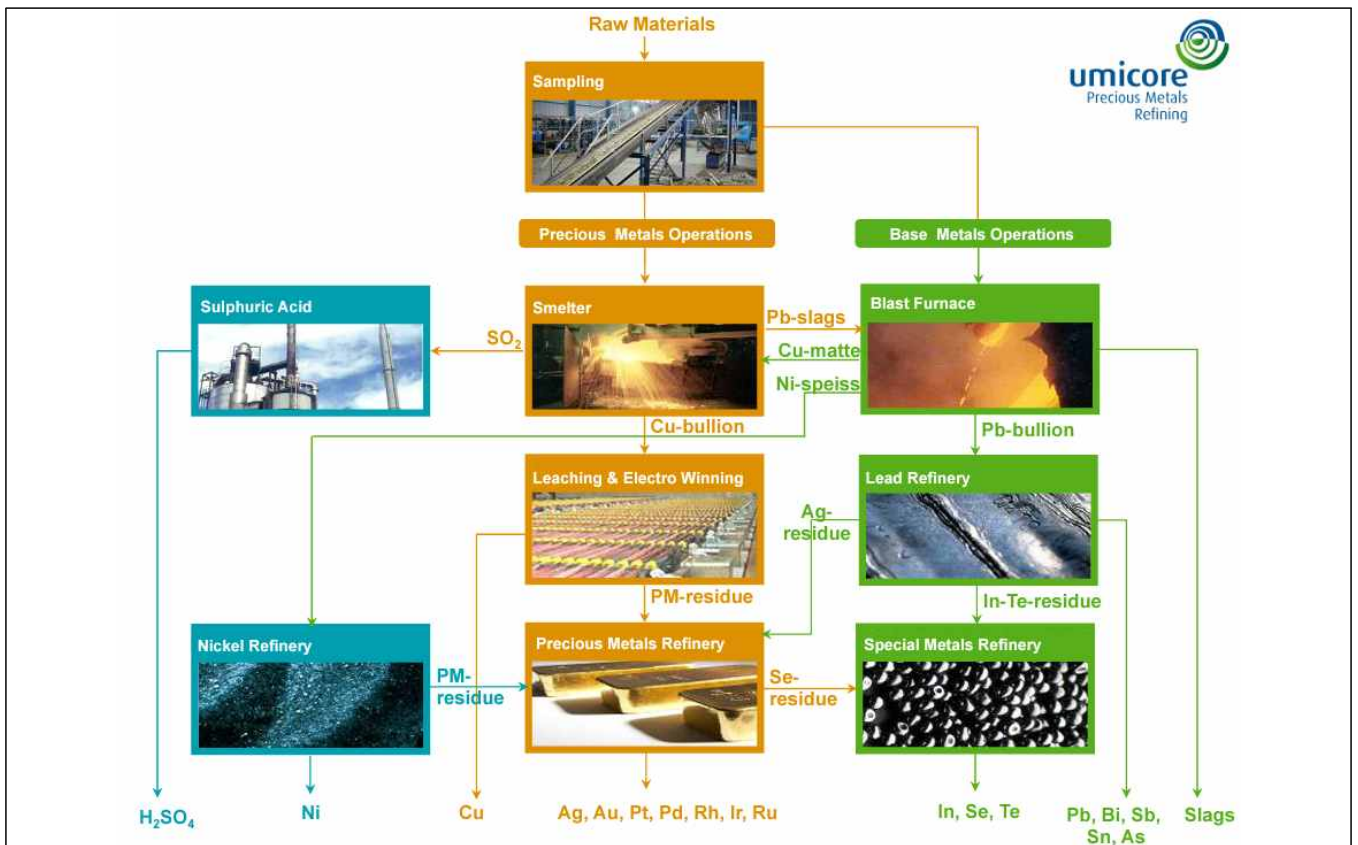 Raw Materials
umicore
Precious Metals
Refining
Sampling
Precious Metals Operations
Base Metals Operations
Sulphuric Acid
Smelter
Blast Furnace
SO₂
Pb-slags
Cu-matte
Ni-speiss
Cu-bullion
Pb-bullion
Leaching & Electro Winning
Lead Refinery
Ag-
residue
PM-residue
In-Te-residue
Nickel Refinery
Precious Metals Refinery
Special Metals Refinery
PM-
residue
Se-
residue
H₂SO₄
Ni
Cu
Ag, Au, Pt, Pd, Rh, Ir, Ru
In, Se, Te
Pb, Bi, Sb,
Sn, As
Slags